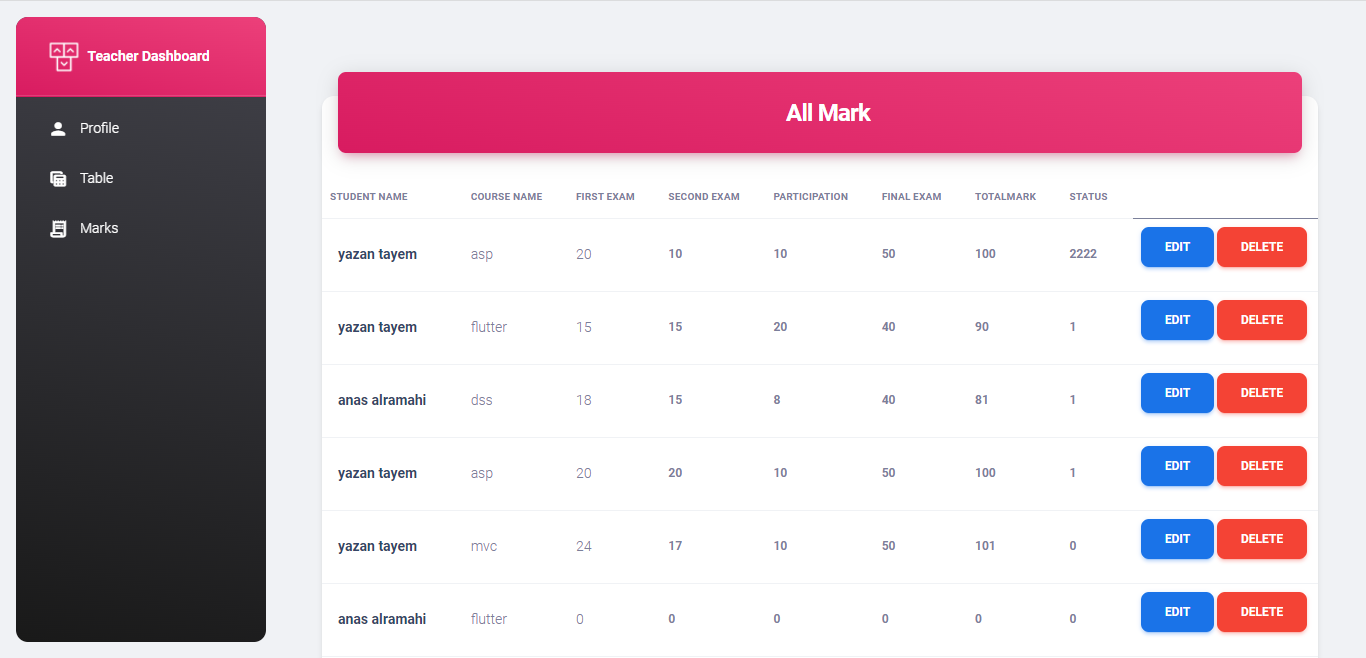 Teacher Dashboard
Profile
Table
Marks
All Mark
STUDENT NAME COURSE NAME FIRST EXAM SECOND EXAM PARTICIPATION FINAL EXAM TOTALMARK STATUS
yazan tayem asp 20 10 10 50 100 2222 EDIT DELETE
yazan tayem flutter 15 15 20 40 90 1 EDIT DELETE
anas alramahi dss 18 15 8 40 81 1 EDIT DELETE
yazan tayem asp 20 20 10 50 100 1 EDIT DELETE
yazan tayem mvc 24 17 10 50 101 0 EDIT DELETE
anas alramahi flutter 0 0 0 0 0 0 EDIT DELETE